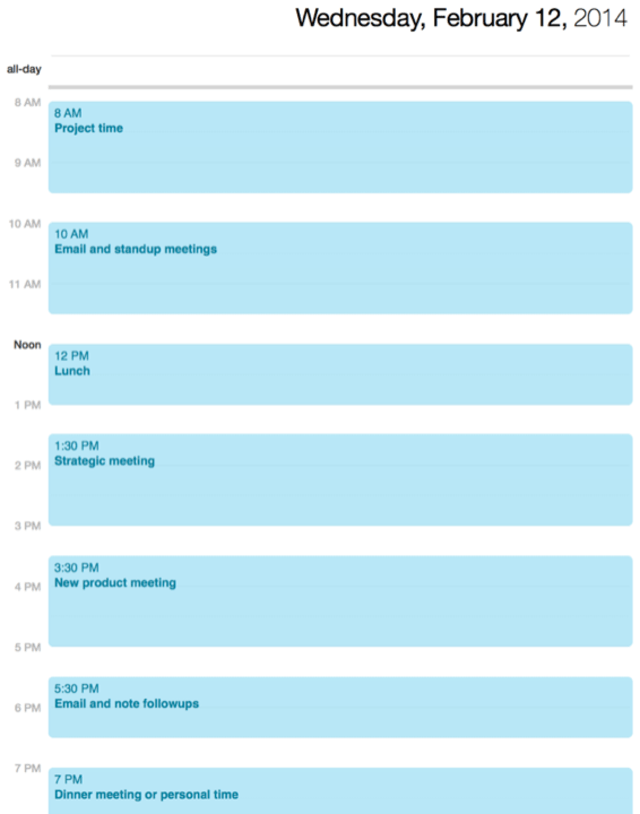 Wednesday, February 12, 2014
all-day
8 AM
8 AM
Project time
9 AM
10 AM
10 AM
Email and standup meetings
11 AM
Noon
12 PM
Lunch
1 PM
1:30 PM
Strategic meeting
2 PM
3 PM
3:30 PM
New product meeting
4 PM
5 PM
5:30 PM
Email and note followups
6 PM
7 PM
7 PM
Dinner meeting or personal time